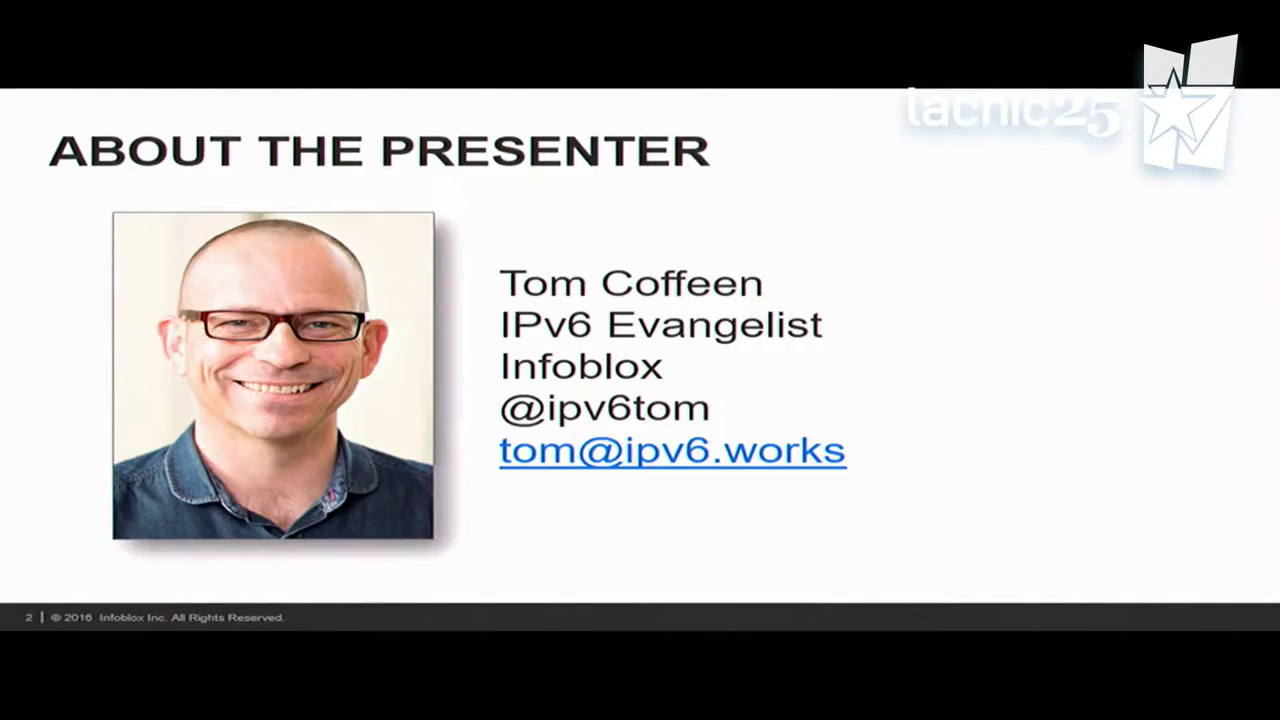 lacnic25
ABOUT THE PRESENTER
Tom Coffeen
IPv6 Evangelist
Infoblox
@ipv6tom
tom@ipv6.works
2 | © 2016 Infoblox Inc. All Rights Reserved.